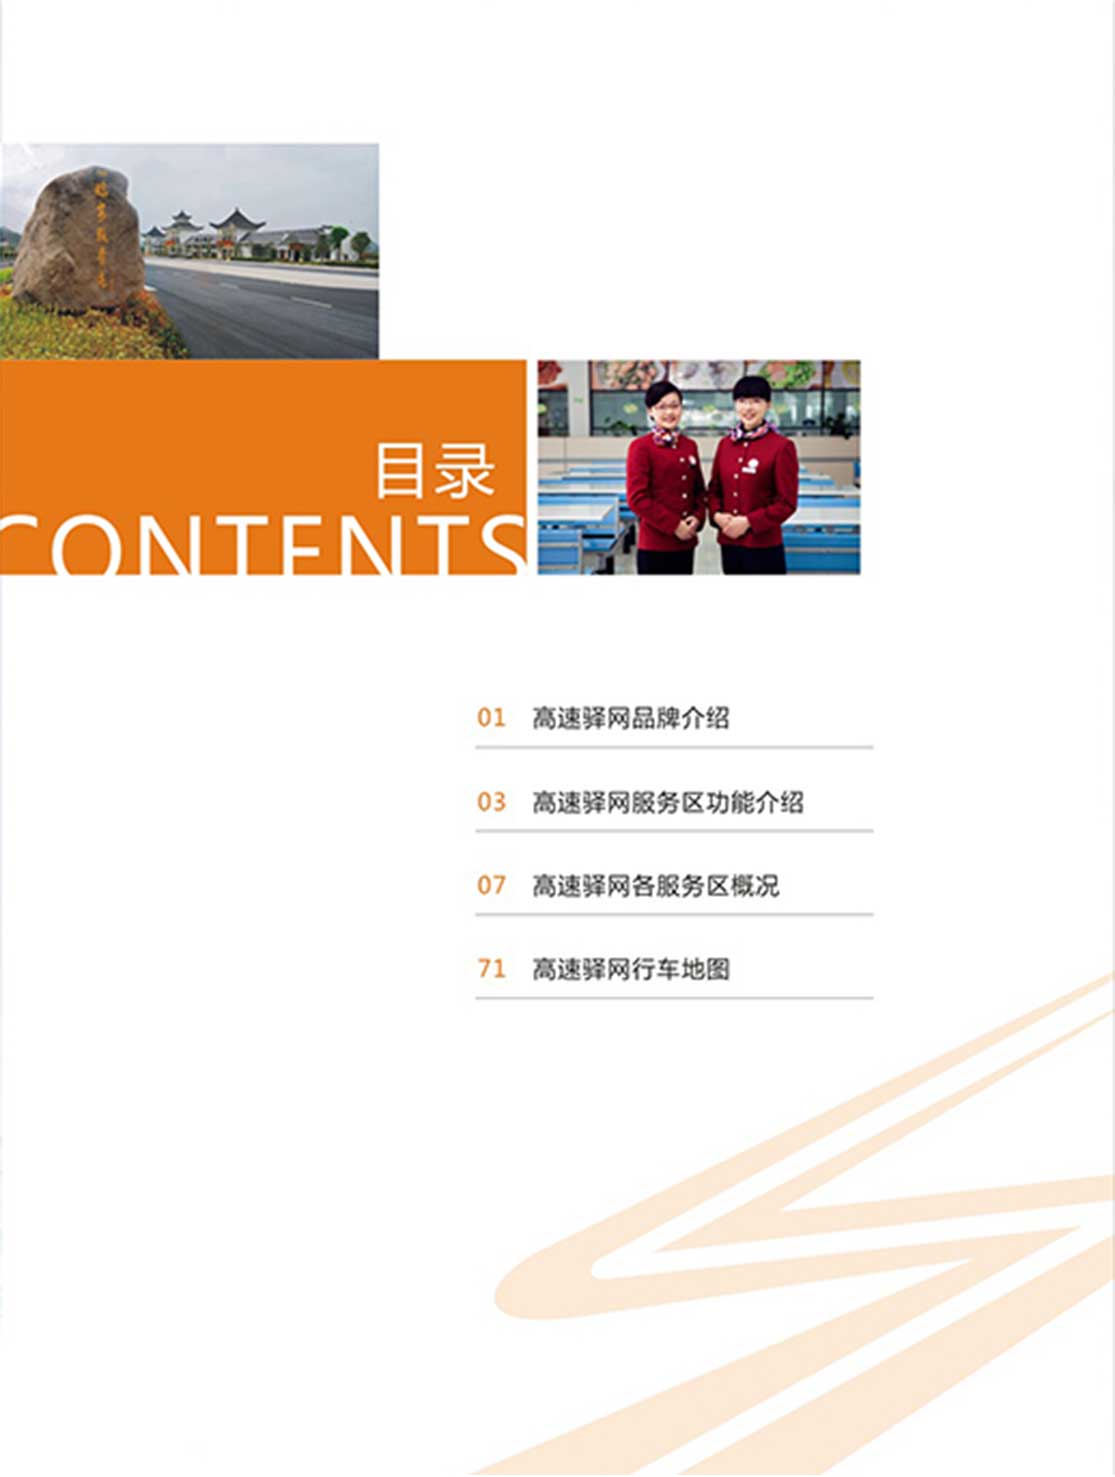 目录
CONTENTS
01 高速驿网品牌介绍
03 高速驿网服务区功能介绍
07 高速驿网各服务区概况
71 高速驿网行车地图